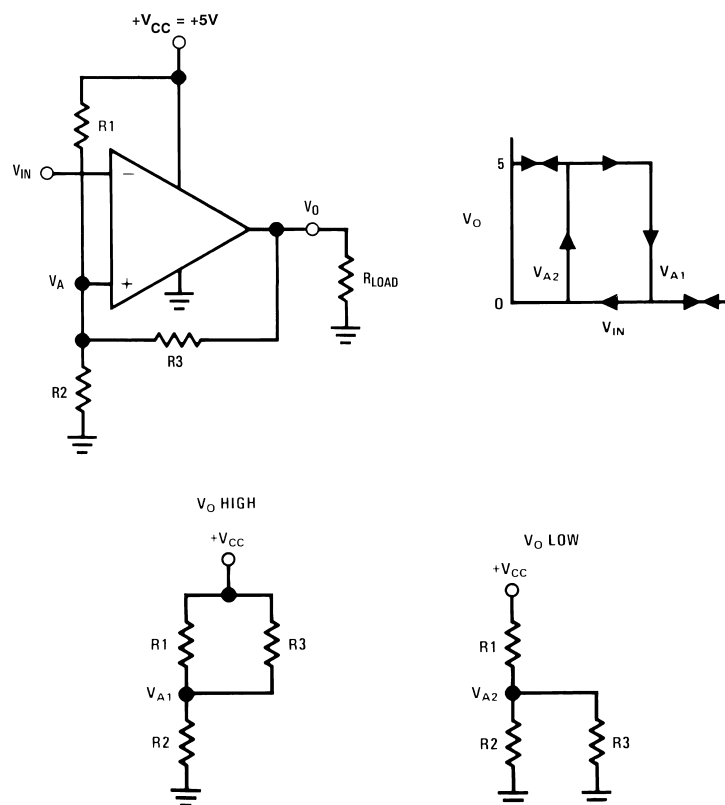 +VCC = +5V
R1
VIN
−
VO
VA
+
RLOAD
R3
R2
5
VO
VA2
VA1
0
VIN
VO HIGH
+VCC
R1
R3
VA1
R2
VO LOW
+VCC
R1
VA2
R2
R3